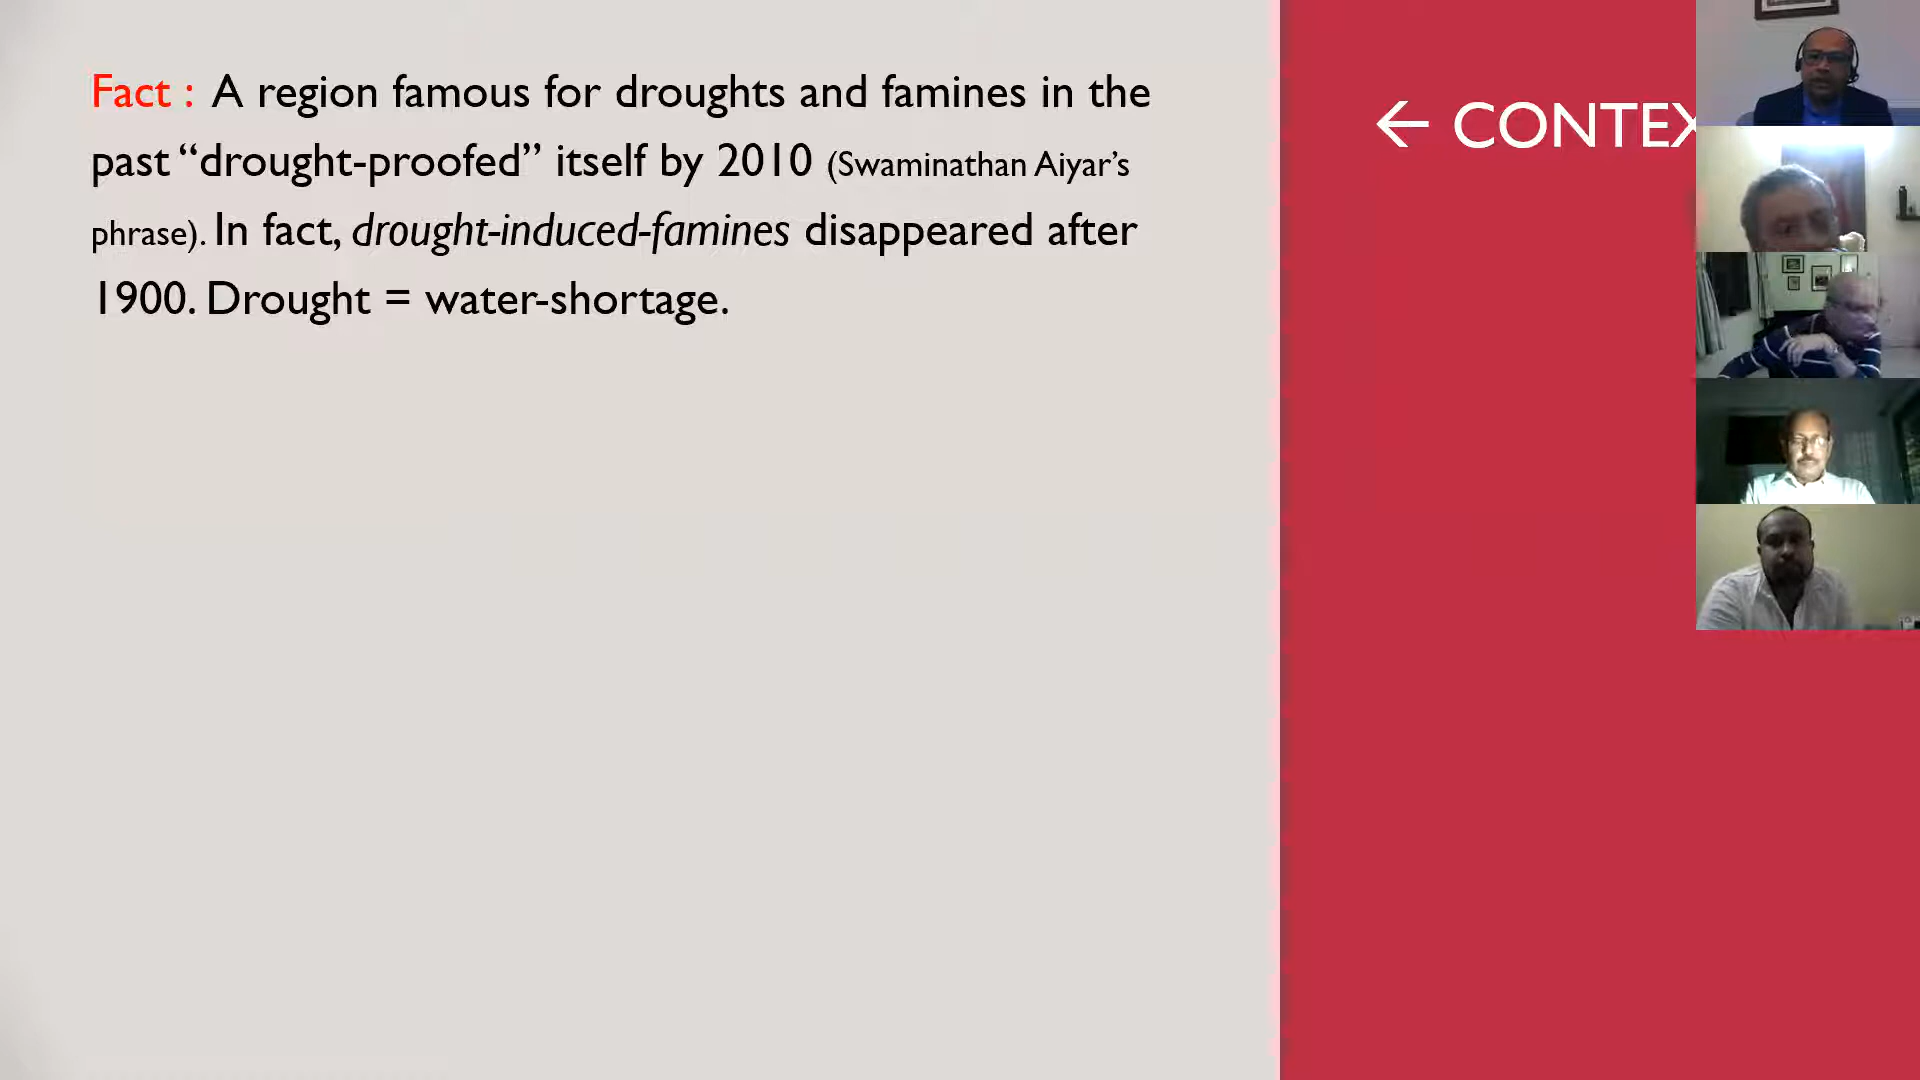 Fact : A region famous for droughts and famines in the
past “drought-proofed” itself by 2010 (Swaminathan Aiyar’s
phrase). In fact, drought-induced-famines disappeared after
1900. Drought = water-shortage.
← CONTEX